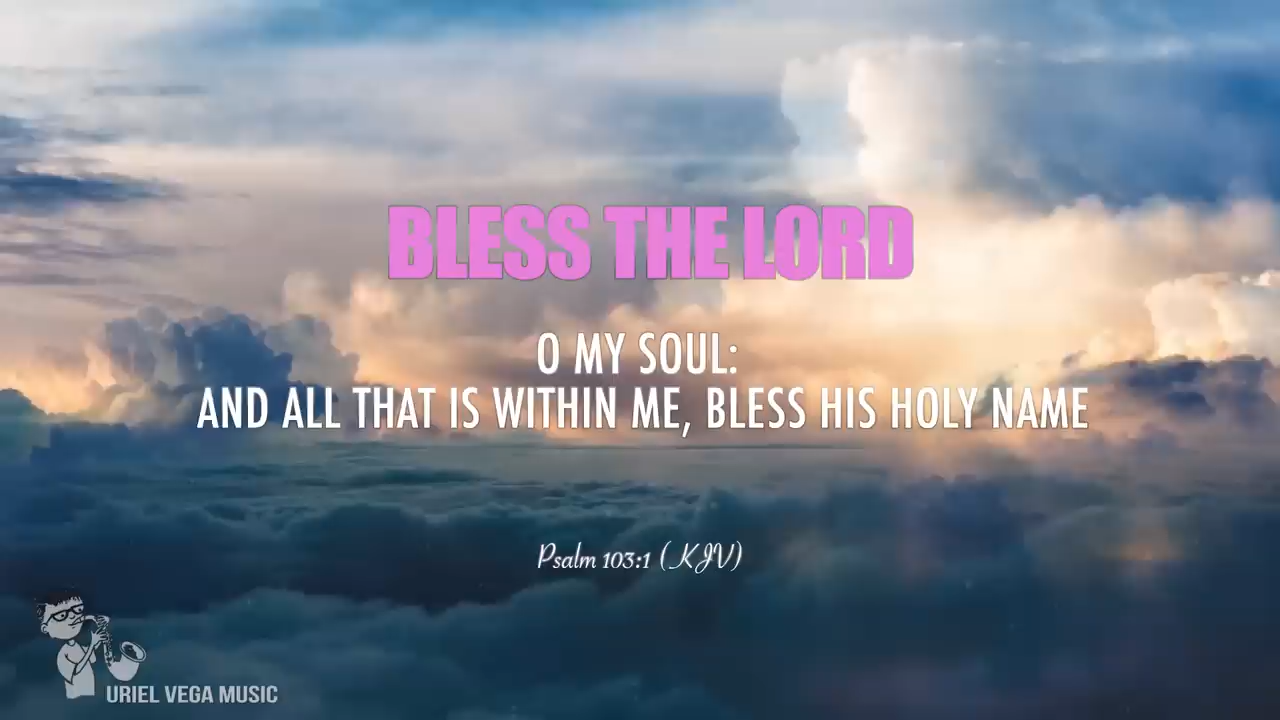 BLESS THE LORD
O MY SOUL:
AND ALL THAT IS WITHIN ME, BLESS HIS HOLY NAME
Psalm 103:1 (KJV)
URIEL VEGA MUSIC